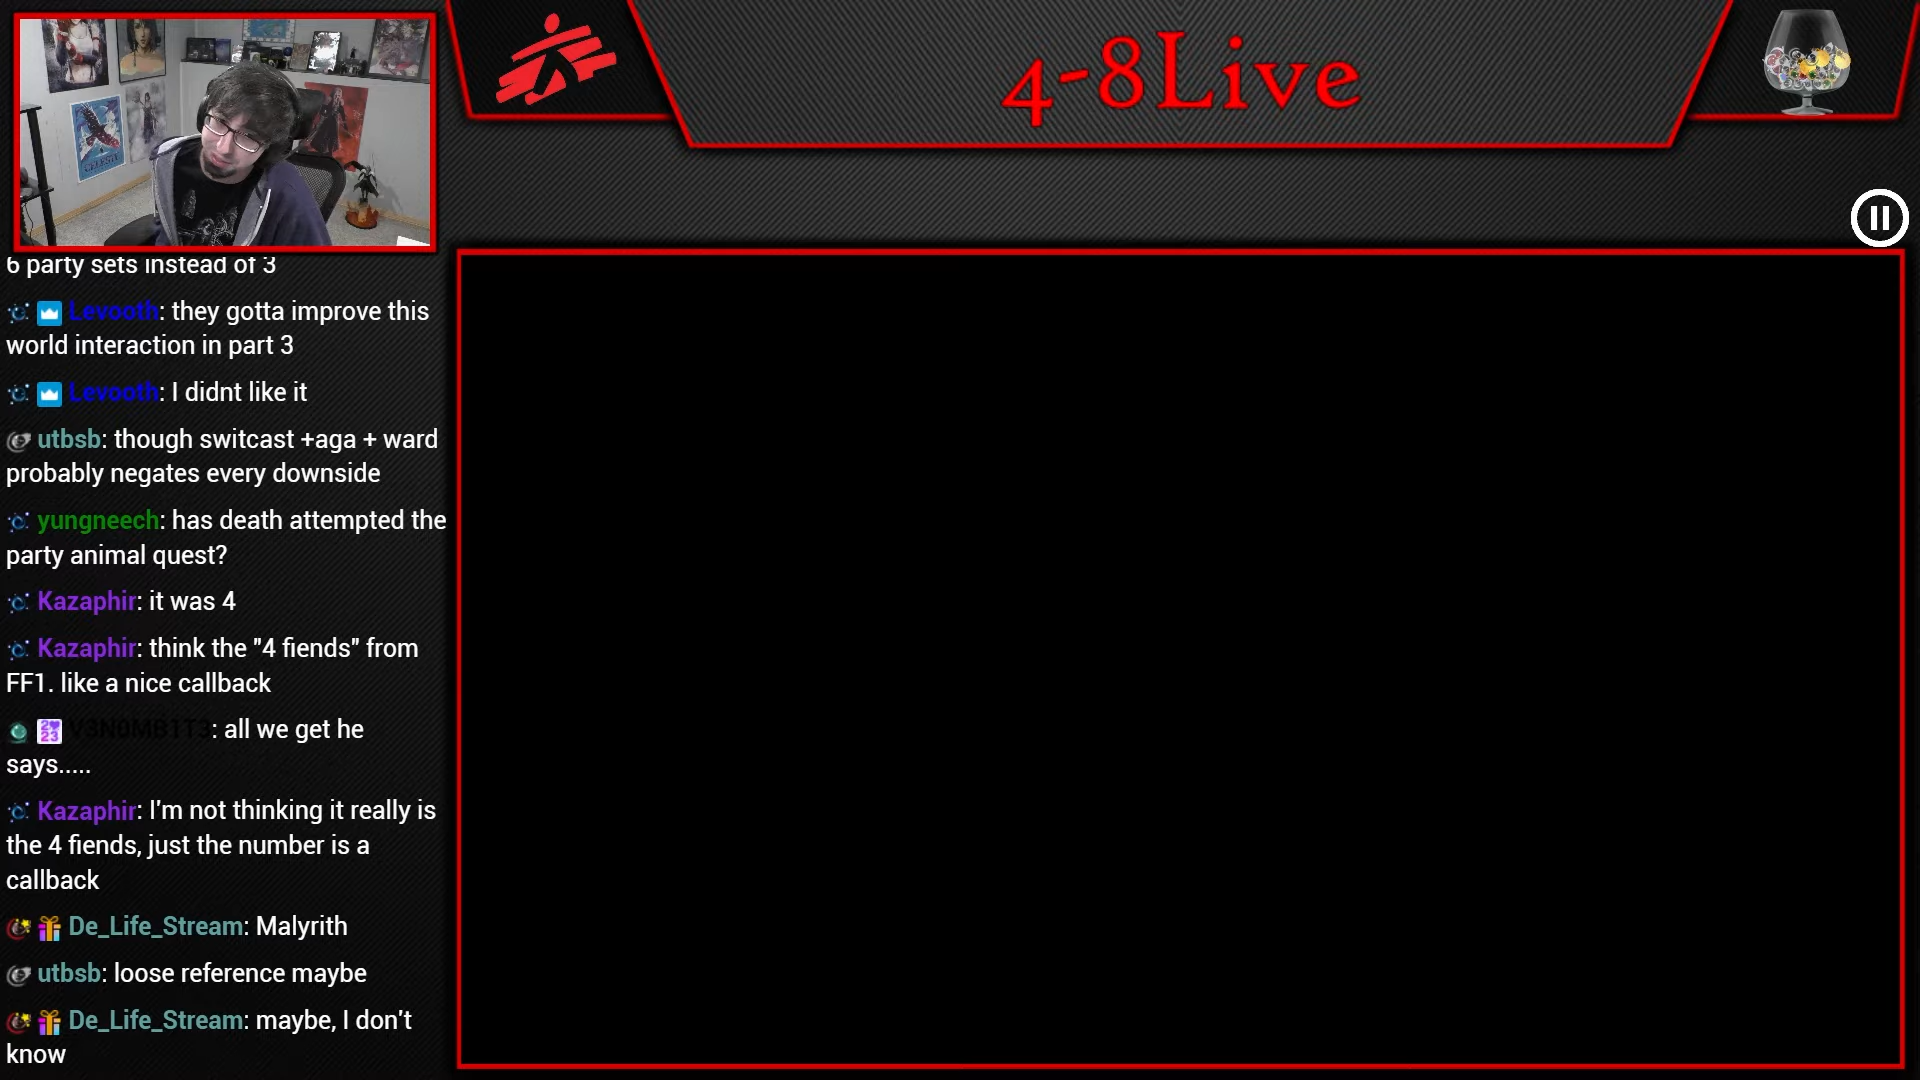 CELESTE
4-8Live
6 party sets instead of 3
Levooth: they gotta improve this
world interaction in part 3
Levooth: I didnt like it
utbsb: though switcast +aga + ward
probably negates every downside
yungneech: has death attempted the
party animal quest?
Kazaphir: it was 4
Kazaphir: think the "4 fiends" from
FF1. like a nice callback
2 23 V3N0MB1T3: all we get he
says.....
Kazaphir: I'm not thinking it really is
the 4 fiends, just the number is a
callback
De_Life_Stream: Malyrith
utbsb: loose reference maybe
De_Life_Stream: maybe, I don't
know